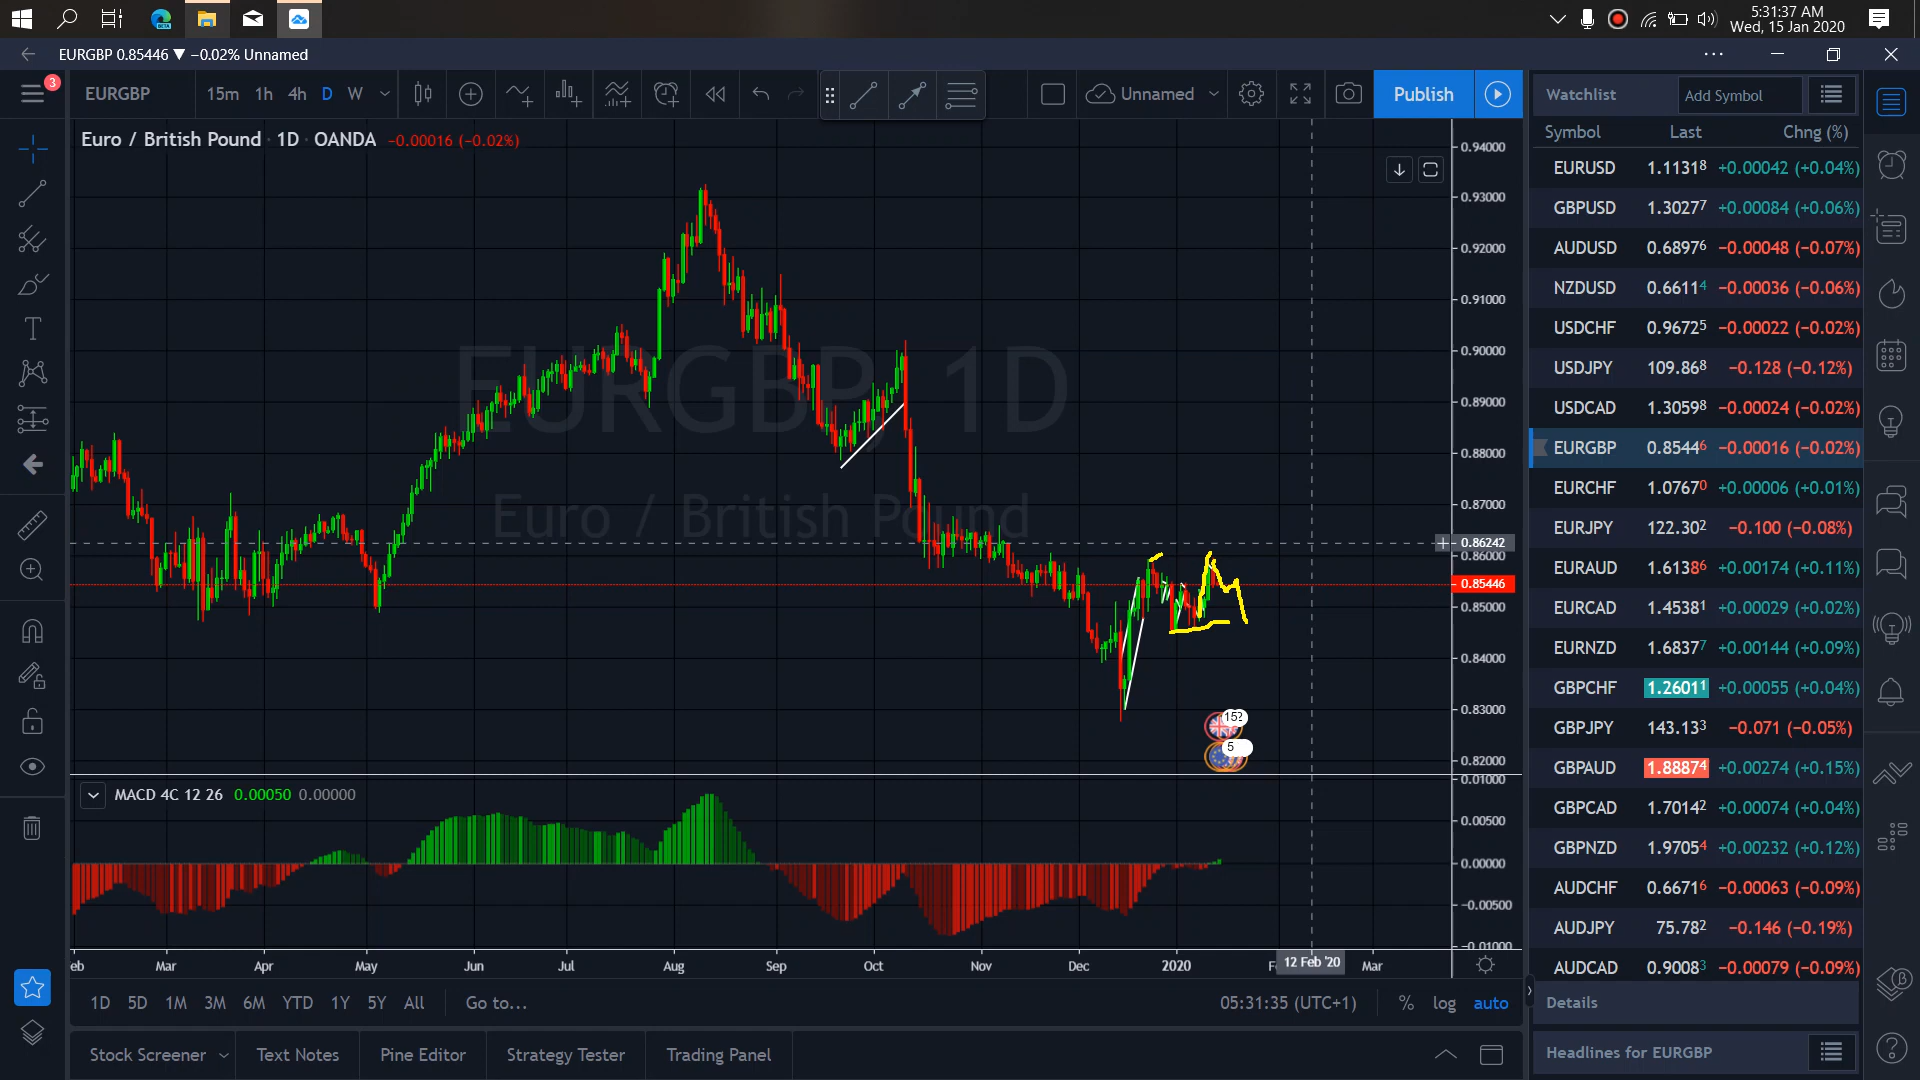 5:31:37 AM
Wed, 15 Jan 2020
EURGBP 0.85446 ▼ −0.02% Unnamed
3
EURGBP 15m 1h 4h D W Unnamed Publish
Euro / British Pound · 1D · OANDA −0.00016 (−0.02%)
EURGBP, 1D
Euro / British Pound
0.94000
0.93000
0.92000
0.91000
0.90000
0.89000
0.88000
0.87000
0.86242
0.86000
0.85446
0.85000
0.84000
0.83000
0.82000
15
5
MACD 4C 12 26 0.00050 0.00000
0.01000
0.00500
0.00000
−0.00500
−0.01000
eb Mar Apr May Jun Jul Aug Sep Oct Nov Dec 2020 F 12 Feb '20 Mar
1D 5D 1M 3M 6M YTD 1Y 5Y All Go to... 05:31:35 (UTC+1) % log auto
Stock Screener Text Notes Pine Editor Strategy Tester Trading Panel
Watchlist Add Symbol
Symbol Last Chng (%)
EURUSD 1.11318 +0.00042 (+0.04%)
GBPUSD 1.30277 +0.00084 (+0.06%)
AUDUSD 0.68976 −0.00048 (−0.07%)
NZDUSD 0.66114 −0.00036 (−0.06%)
USDCHF 0.96725 −0.00022 (−0.02%)
USDJPY 109.868 −0.128 (−0.12%)
USDCAD 1.30598 −0.00024 (−0.02%)
EURGBP 0.85446 −0.00016 (−0.02%)
EURCHF 1.07670 +0.00006 (+0.01%)
EURJPY 122.302 −0.100 (−0.08%)
EURAUD 1.61386 +0.00174 (+0.11%)
EURCAD 1.45381 +0.00029 (+0.02%)
EURNZD 1.68377 +0.00144 (+0.09%)
GBPCHF 1.26011 +0.00055 (+0.04%)
GBPJPY 143.133 −0.071 (−0.05%)
GBPAUD 1.88874 +0.00274 (+0.15%)
GBPCAD 1.70142 +0.00074 (+0.04%)
GBPNZD 1.97054 +0.00232 (+0.12%)
AUDCHF 0.66716 −0.00063 (−0.09%)
AUDJPY 75.782 −0.146 (−0.19%)
AUDCAD 0.90083 −0.00079 (−0.09%)
Details
Headlines for EURGBP